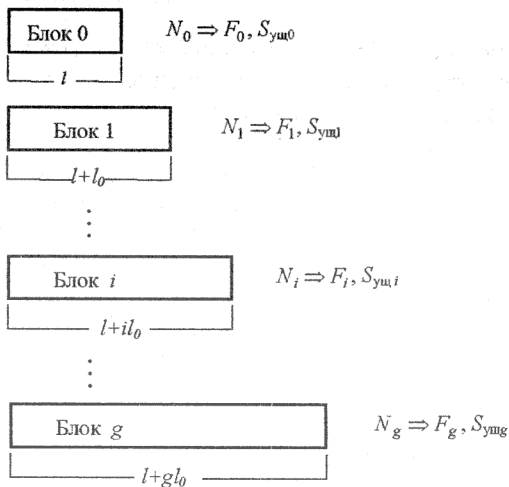 Блок 0 N₀ ⇒ F₀, Sущ0
l
Блок 1 N₁ ⇒ F₁, Sущ1
l+l₀
⋮
Блок i Nᵢ ⇒ Fᵢ, Sущ i
l+il₀
⋮
Блок g N_g ⇒ F_g, Sущg
l+gl₀